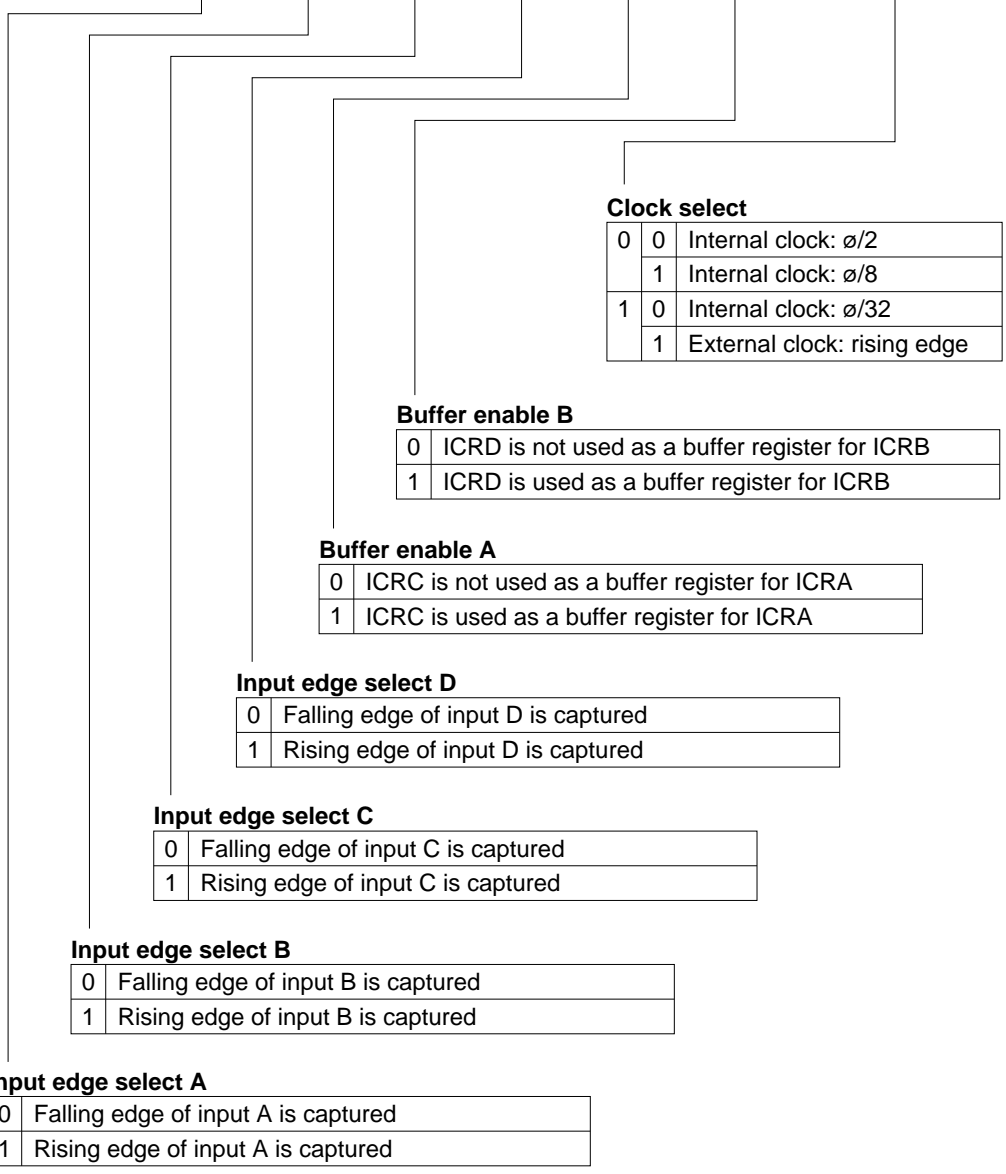 Clock select
0 0 Internal clock: ø/2
1 Internal clock: ø/8
1 0 Internal clock: ø/32
1 External clock: rising edge
Buffer enable B
0 ICRD is not used as a buffer register for ICRB
1 ICRD is used as a buffer register for ICRB
Buffer enable A
0 ICRC is not used as a buffer register for ICRA
1 ICRC is used as a buffer register for ICRA
Input edge select D
0 Falling edge of input D is captured
1 Rising edge of input D is captured
Input edge select C
0 Falling edge of input C is captured
1 Rising edge of input C is captured
Input edge select B
0 Falling edge of input B is captured
1 Rising edge of input B is captured
nput edge select A
0 Falling edge of input A is captured
1 Rising edge of input A is captured